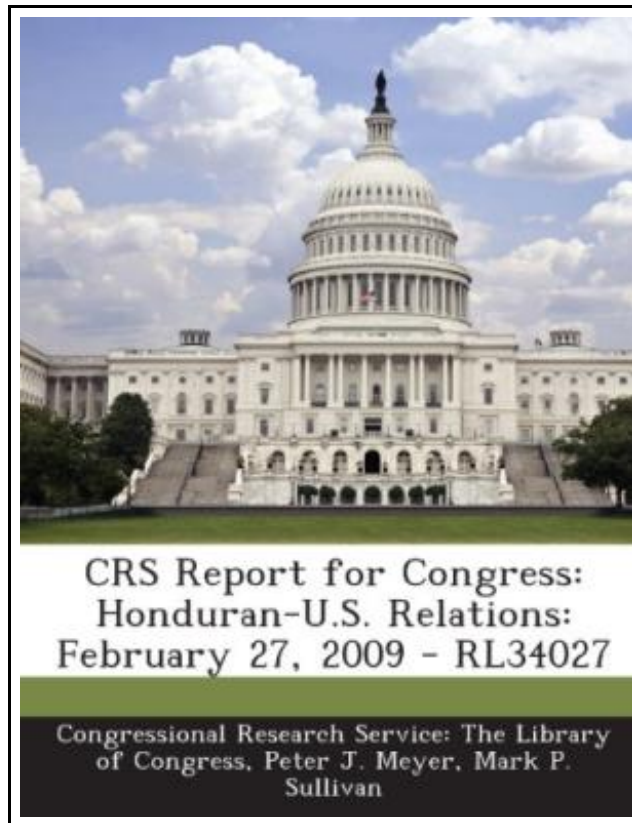 CRS Report for Congress:
Honduran-U.S. Relations:
February 27, 2009 - RL34027
Congressional Research Service: The Library
of Congress, Peter J. Meyer, Mark P.
Sullivan